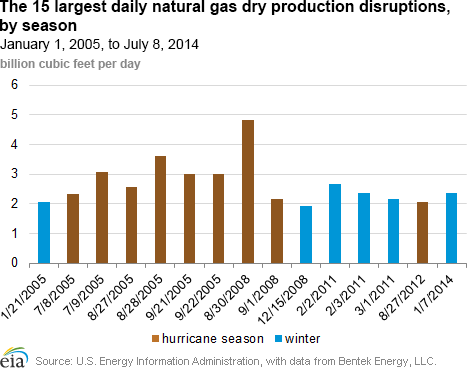 The 15 largest daily natural gas dry production disruptions,
by season
January 1, 2005, to July 8, 2014
billion cubic feet per day
6
5
4
3
2
1
0
1/21/2005
7/8/2005
7/9/2005
8/27/2005
8/28/2005
9/21/2005
9/22/2005
8/30/2008
9/1/2008
12/15/2008
2/2/2011
2/3/2011
3/1/2011
8/27/2012
1/7/2014
hurricane season
winter
eia
Source: U.S. Energy Information Administration, with data from Bentek Energy, LLC.